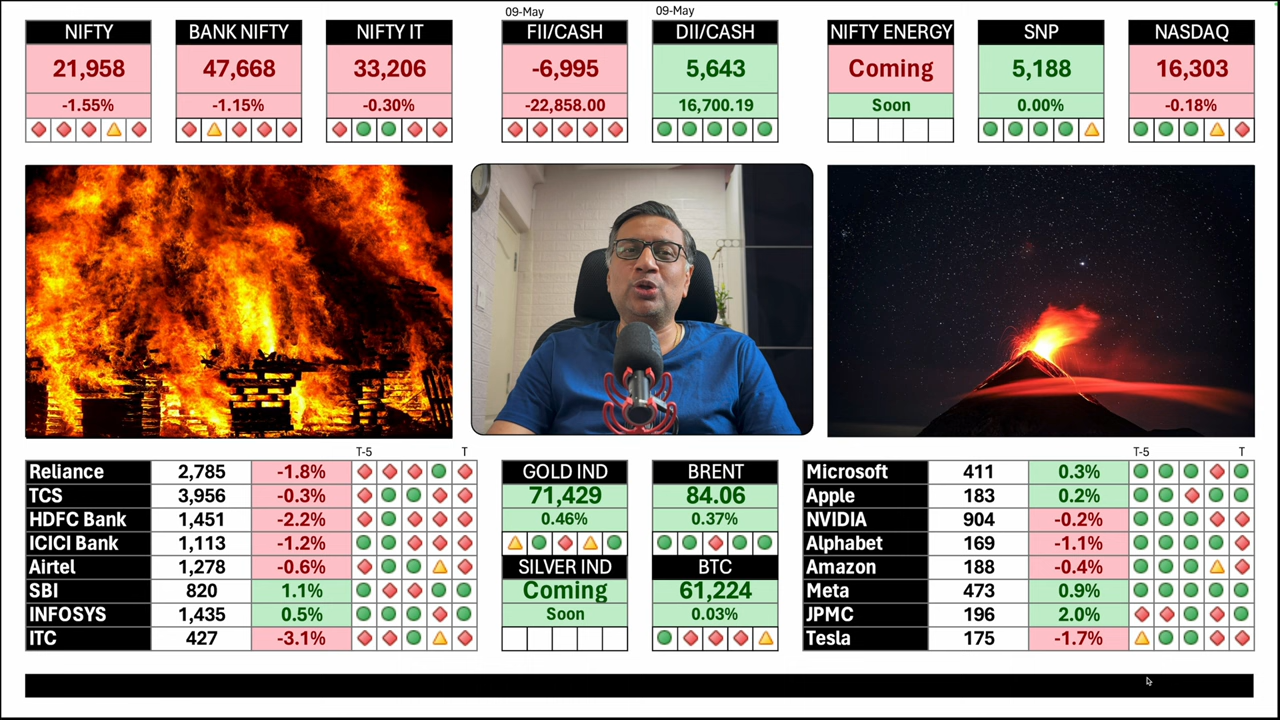 09-May
09-May
NIFTY
BANK NIFTY
NIFTY IT
FII/CASH
DII/CASH
NIFTY ENERGY
SNP
NASDAQ
21,958
47,668
33,206
-6,995
5,643
Coming
5,188
16,303
-1.55%
-1.15%
-0.30%
-22,858.00
16,700.19
Soon
0.00%
-0.18%
T-5 T
Reliance 2,785 -1.8%
TCS 3,956 -0.3%
HDFC Bank 1,451 -2.2%
ICICI Bank 1,113 -1.2%
Airtel 1,278 -0.6%
SBI 820 1.1%
INFOSYS 1,435 0.5%
ITC 427 -3.1%
GOLD IND
71,429
0.46%
SILVER IND
Coming
Soon
BRENT
84.06
0.37%
BTC
61,224
0.03%
T-5 T
Microsoft 411 0.3%
Apple 183 0.2%
NVIDIA 904 -0.2%
Alphabet 169 -1.1%
Amazon 188 -0.4%
Meta 473 0.9%
JPMC 196 2.0%
Tesla 175 -1.7%